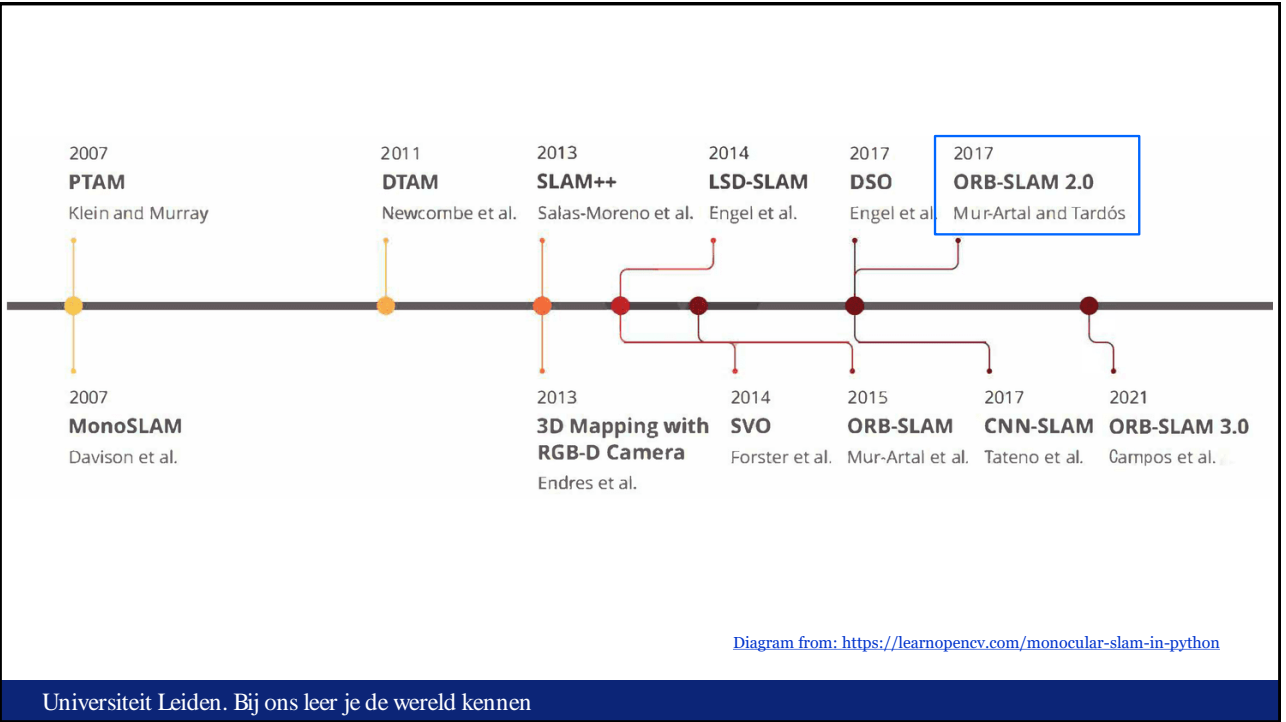 2007
PTAM
Klein and Murray
2011
DTAM
Newcombe et al.
2013
SLAM++
Salas-Moreno et al.
2014
LSD-SLAM
Engel et al.
2017
DSO
Engel et al
2017
ORB-SLAM 2.0
Mur-Artal and Tardós
2007
MonoSLAM
Davison et al.
2013
3D Mapping with
RGB-D Camera
Endres et al.
2014
SVO
Forster et al.
2015
ORB-SLAM
Mur-Artal et al.
2017
CNN-SLAM
Tateno et al.
2021
ORB-SLAM 3.0
Campos et al.
Diagram from: https://learnopencv.com/monocular-slam-in-python
Universiteit Leiden. Bij ons leer je de wereld kennen